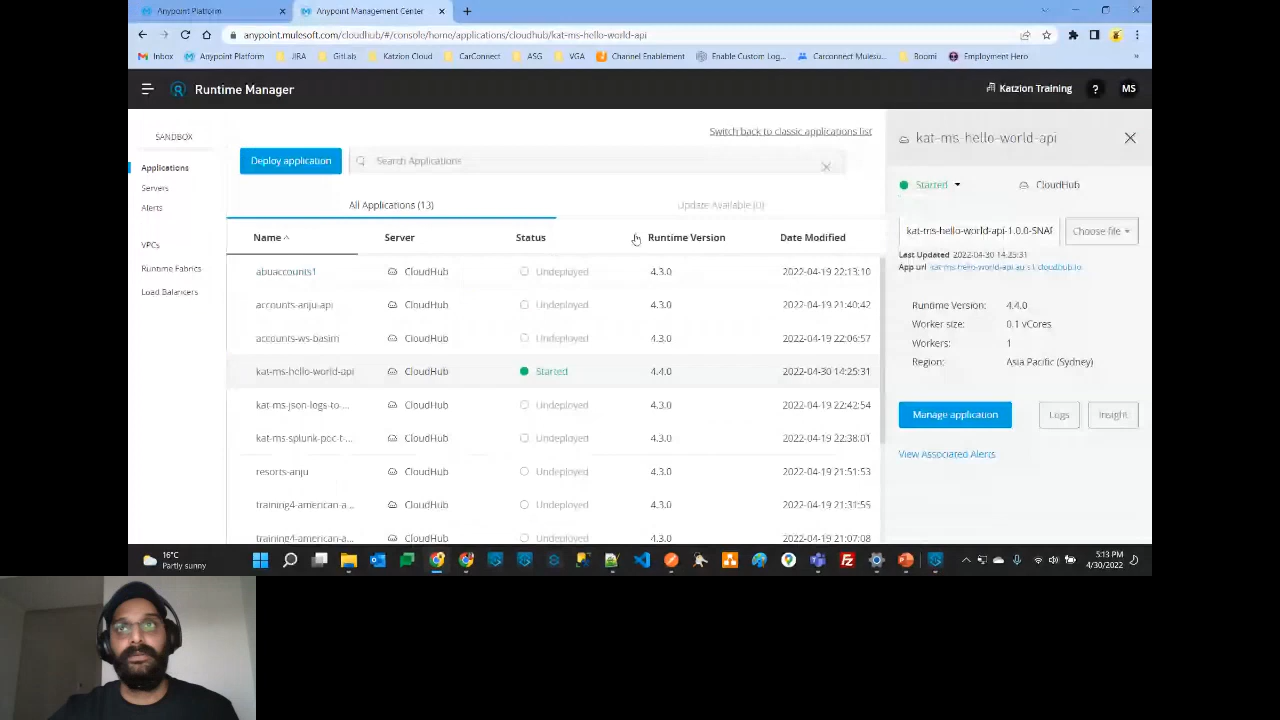 Anypoint Platform
Anypoint Management Center
anypoint.mulesoft.com/cloudhub/#/console/home/applications/cloudhub/kat-ms-hello-world-api
Inbox
Anypoint Platform
JIRA
GitLab
Katzion Cloud
CarConnect
ASG
VGA
Channel Enablement
Enable Custom Log...
Carconnect Mulesu...
Boomi
Employment Hero
Runtime Manager
Katzion Training
?
MS
SANDBOX
Applications
Servers
Alerts
VPCs
Runtime Fabrics
Load Balancers
Switch back to classic applications list
Deploy application
Search Applications
All Applications (13)
Update Available (0)
Name Server Status Runtime Version Date Modified
abuaccounts1 CloudHub Undeployed 4.3.0 2022-04-19 22:13:10
accounts-anju-api CloudHub Undeployed 4.3.0 2022-04-19 21:40:42
accounts-ws-basim CloudHub Undeployed 4.3.0 2022-04-19 22:06:57
kat-ms-hello-world-api CloudHub Started 4.4.0 2022-04-30 14:25:31
kat-ms-json-logs-to-... CloudHub Undeployed 4.3.0 2022-04-19 22:42:54
kat-ms-splunk-poc-t... CloudHub Undeployed 4.3.0 2022-04-19 22:38:01
resorts-anju CloudHub Undeployed 4.3.0 2022-04-19 21:51:53
training4-american-a... CloudHub Undeployed 4.3.0 2022-04-19 21:31:55
training4-american-a... CloudHub Undeployed 4.3.0 2022-04-19 21:07:08
kat-ms-hello-world-api
Started
CloudHub
kat-ms-hello-world-api-1.0.0-SNAP
Choose file
Last Updated 2022-04-30 14:25:31
App url kat-ms-hello-world-api.au-s1.cloudhub.io
Runtime Version: 4.4.0
Worker size: 0.1 vCores
Workers: 1
Region: Asia Pacific (Sydney)
Manage application
Logs
Insight
View Associated Alerts
16°C
Partly sunny
5:13 PM
4/30/2022